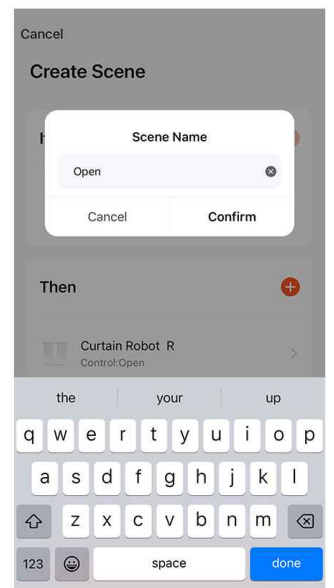 Cancel
Create Scene
Scene Name
Open
Cancel
Confirm
Then
Curtain Robot R
Control:Open
the
your
up
q w e r t y u i o p
a s d f g h j k l
z x c v b n m
123
space
done